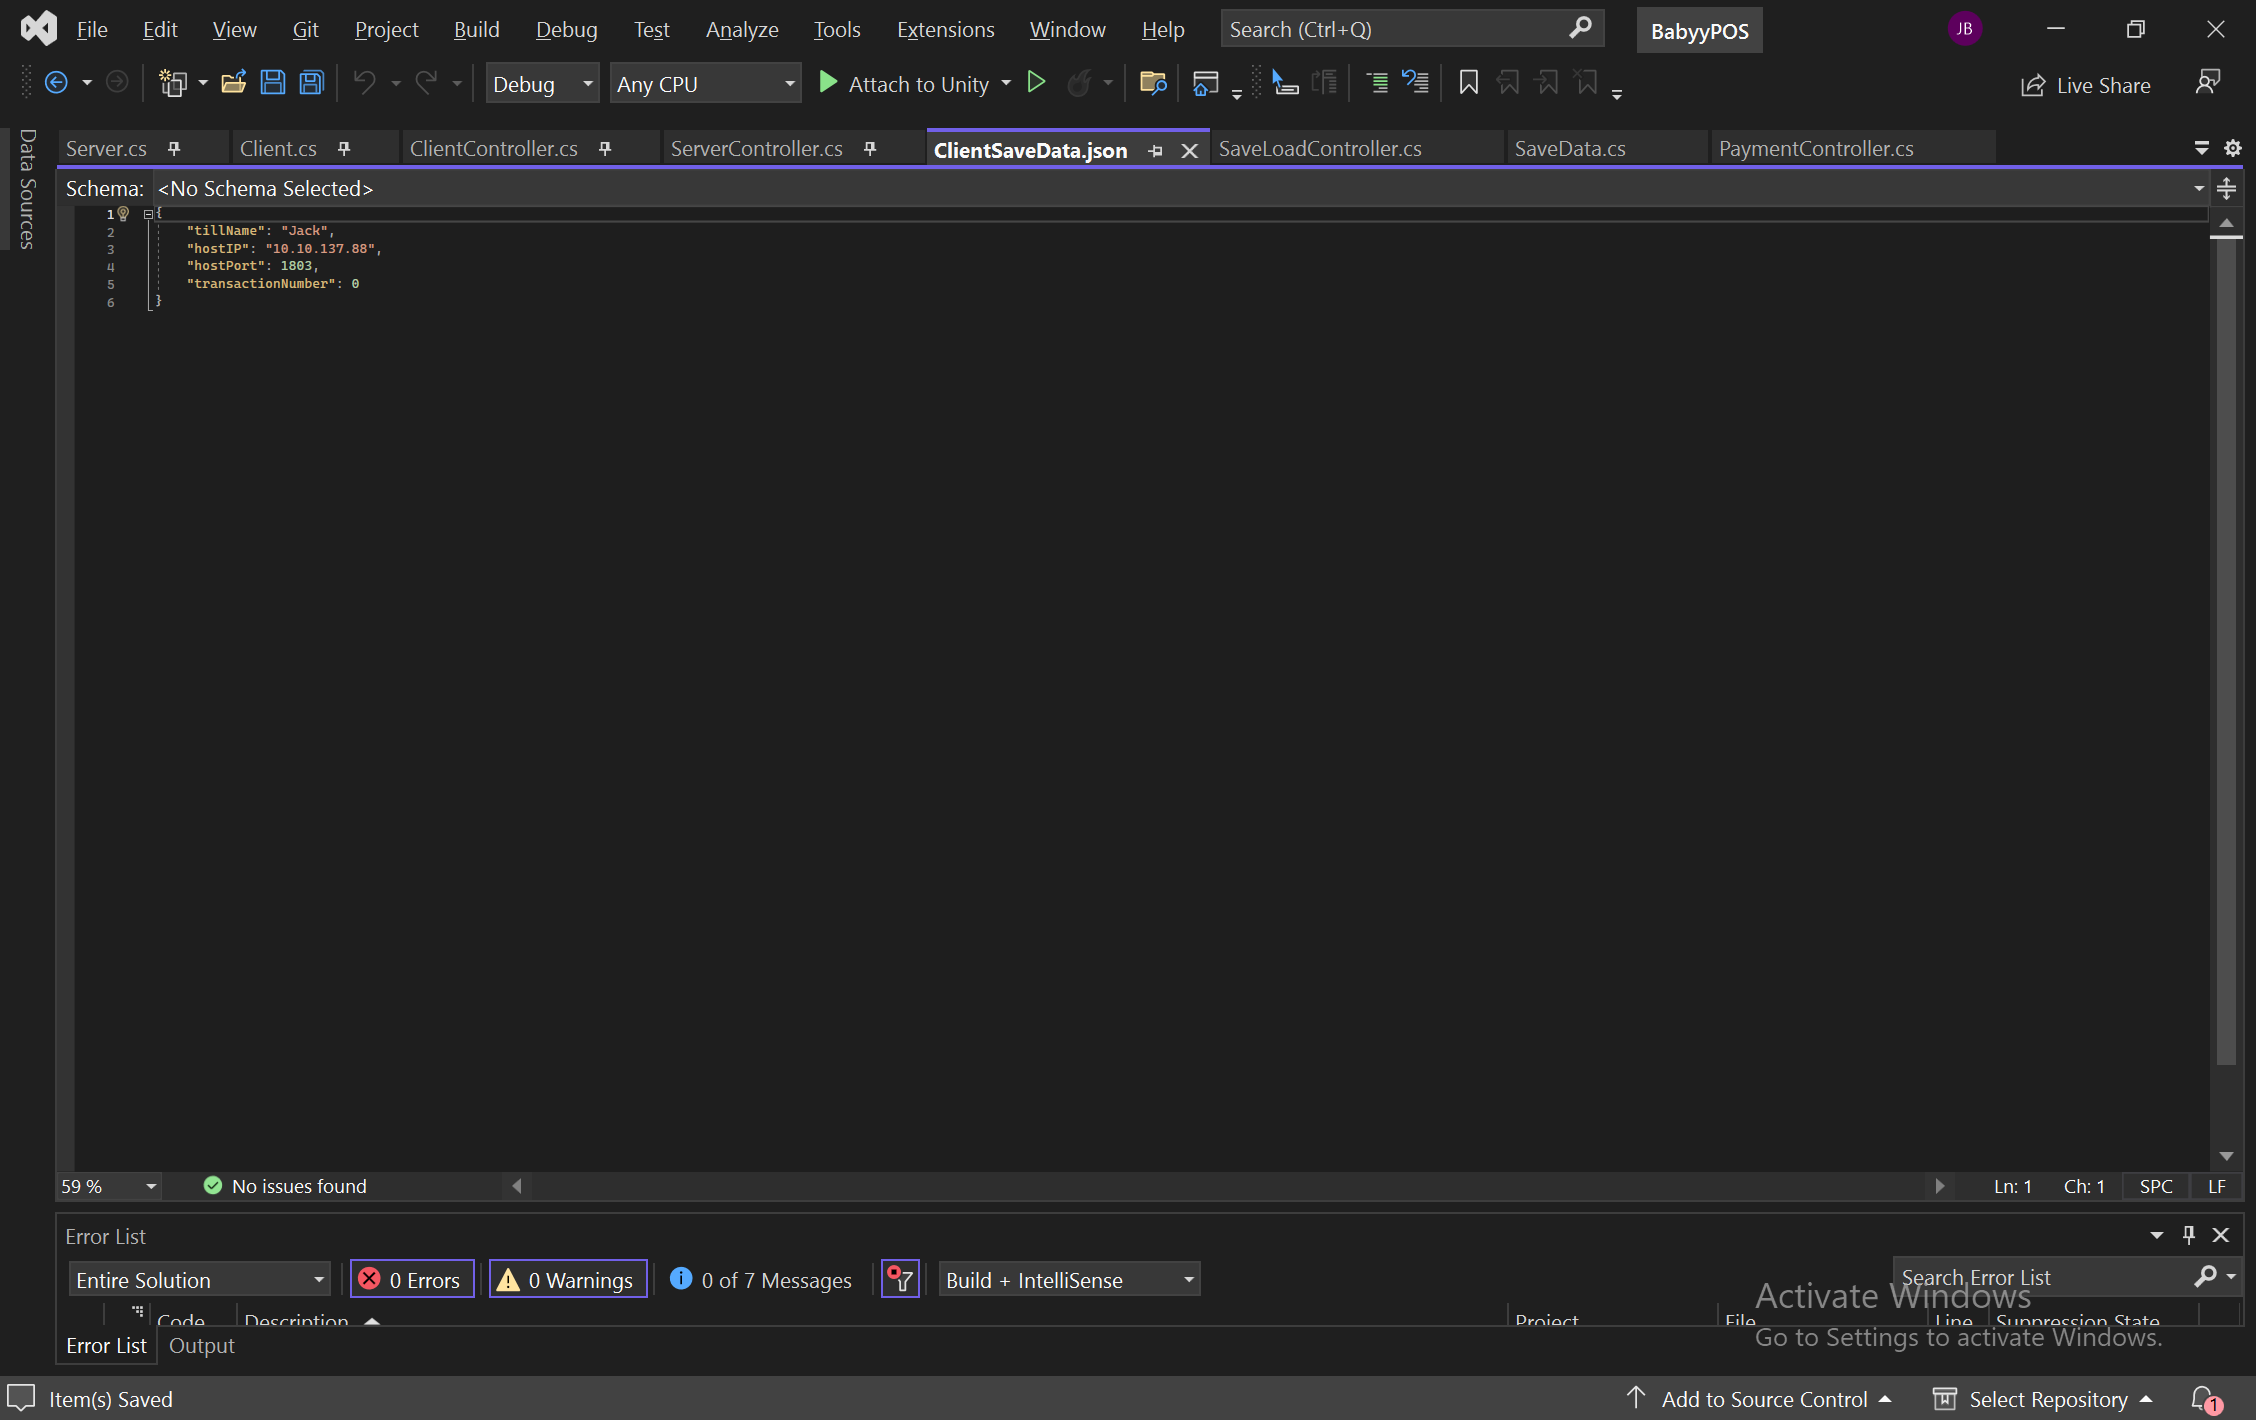 File Edit View Git Project Build Debug Test Analyze Tools Extensions Window Help Search (Ctrl+Q) BabyyPOS JB
Debug Any CPU Attach to Unity Live Share
Data Sources
Server.cs Client.cs ClientController.cs ServerController.cs ClientSaveData.json SaveLoadController.cs SaveData.cs PaymentController.cs
Schema: <No Schema Selected>
1 {
2 "tillName": "Jack",
3 "hostIP": "10.10.137.88",
4 "hostPort": 1803,
5 "transactionNumber": 0
6 }
59 % No issues found Ln: 1 Ch: 1 SPC LF
Error List
Entire Solution 0 Errors 0 Warnings 0 of 7 Messages Build + IntelliSense Search Error List
Activate Windows
Code Description Project File Line Suppression State
Go to Settings to activate Windows.
Error List Output
Item(s) Saved Add to Source Control Select Repository 1